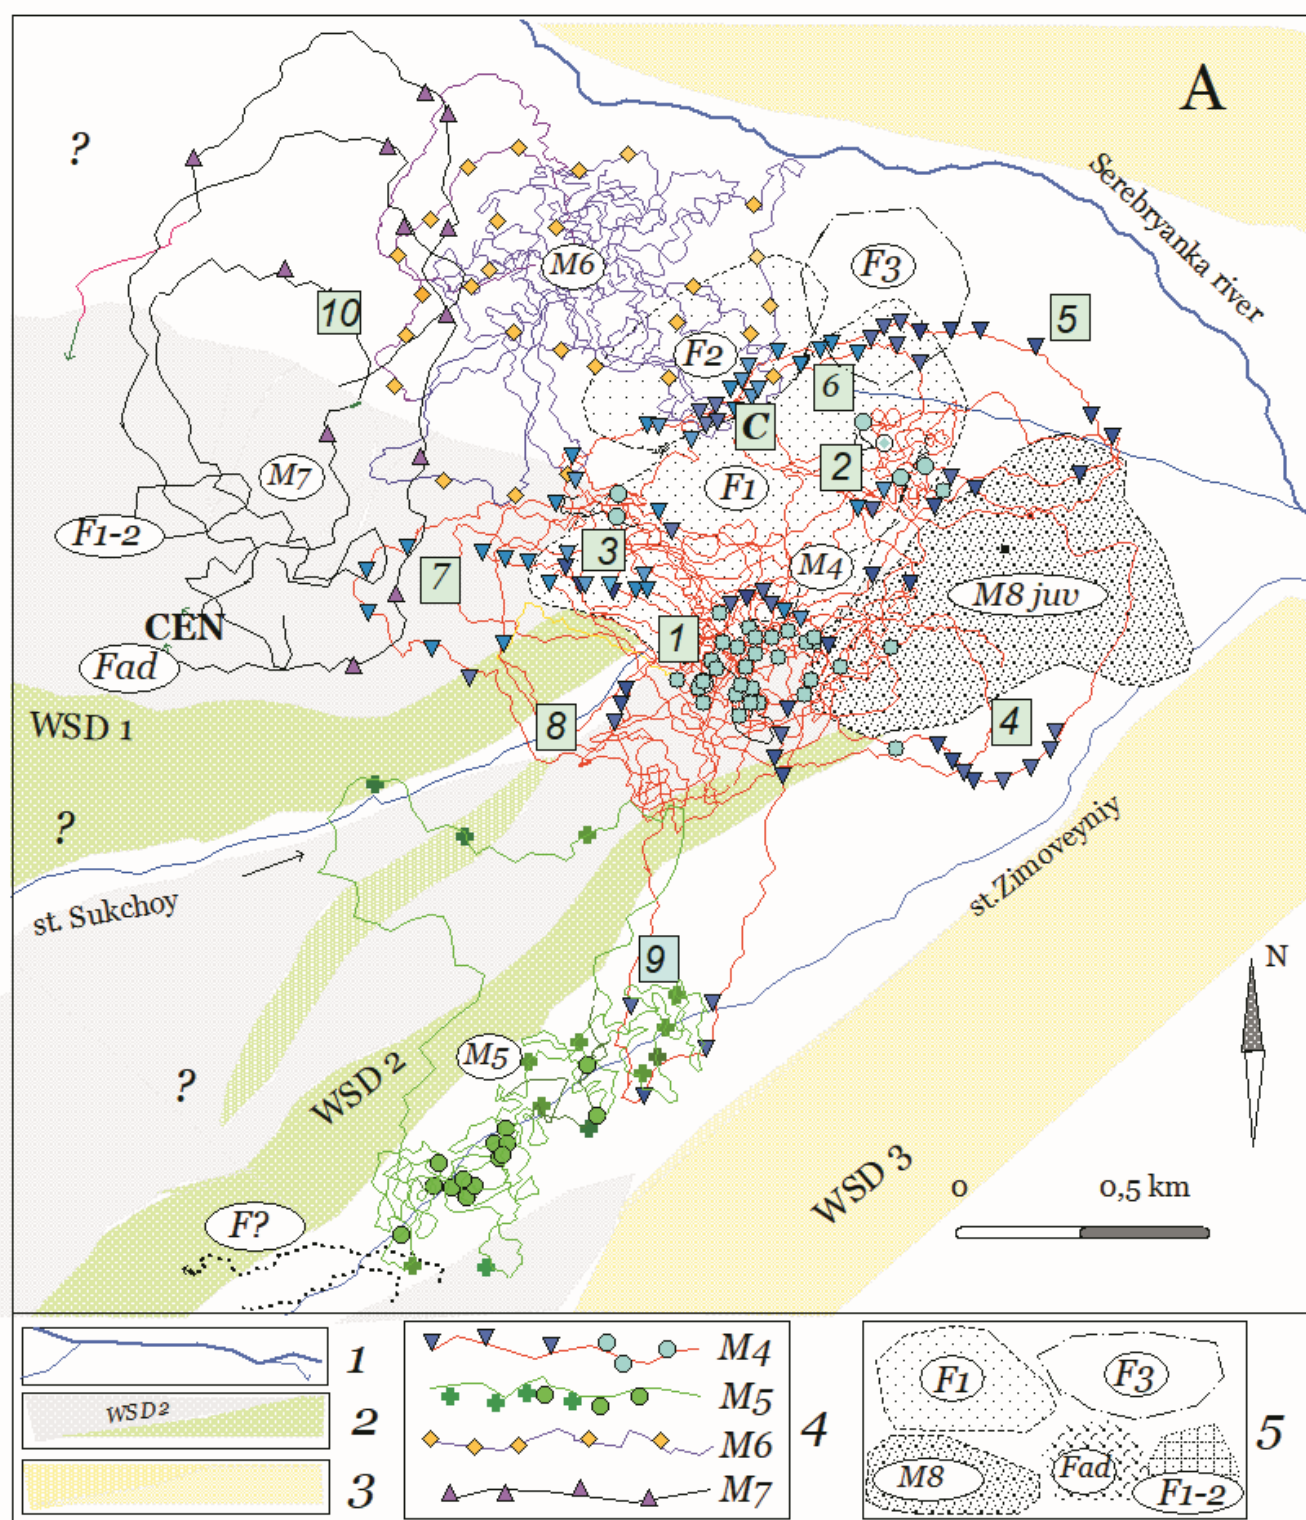 A
?
Serebryanka river
M6
F3
10
5
F2
6
C
2
M7
F1
F1-2
3
M4
7
M8 juv
CEN
1
Fad
WSD 1
8
4
?
st. Sukchoy
st.Zimoveyniy
9
N
M5
WSD 2
?
WSD 3
0 0,5 km
F?
1
WSD2
2
3
M4
M5
M6
M7
4
F1
F3
M8
Fad
F1-2
5